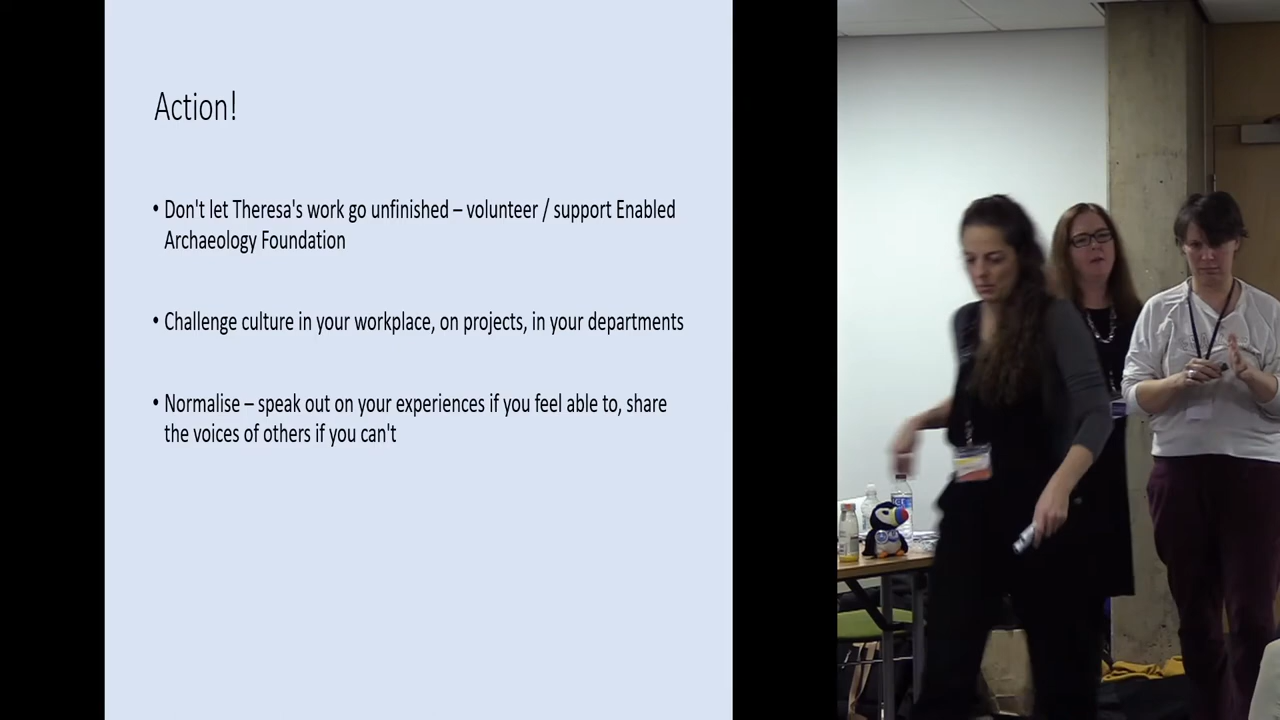 Action!
• Don't let Theresa's work go unfinished – volunteer / support Enabled
Archaeology Foundation
• Challenge culture in your workplace, on projects, in your departments
• Normalise – speak out on your experiences if you feel able to, share
the voices of others if you can't